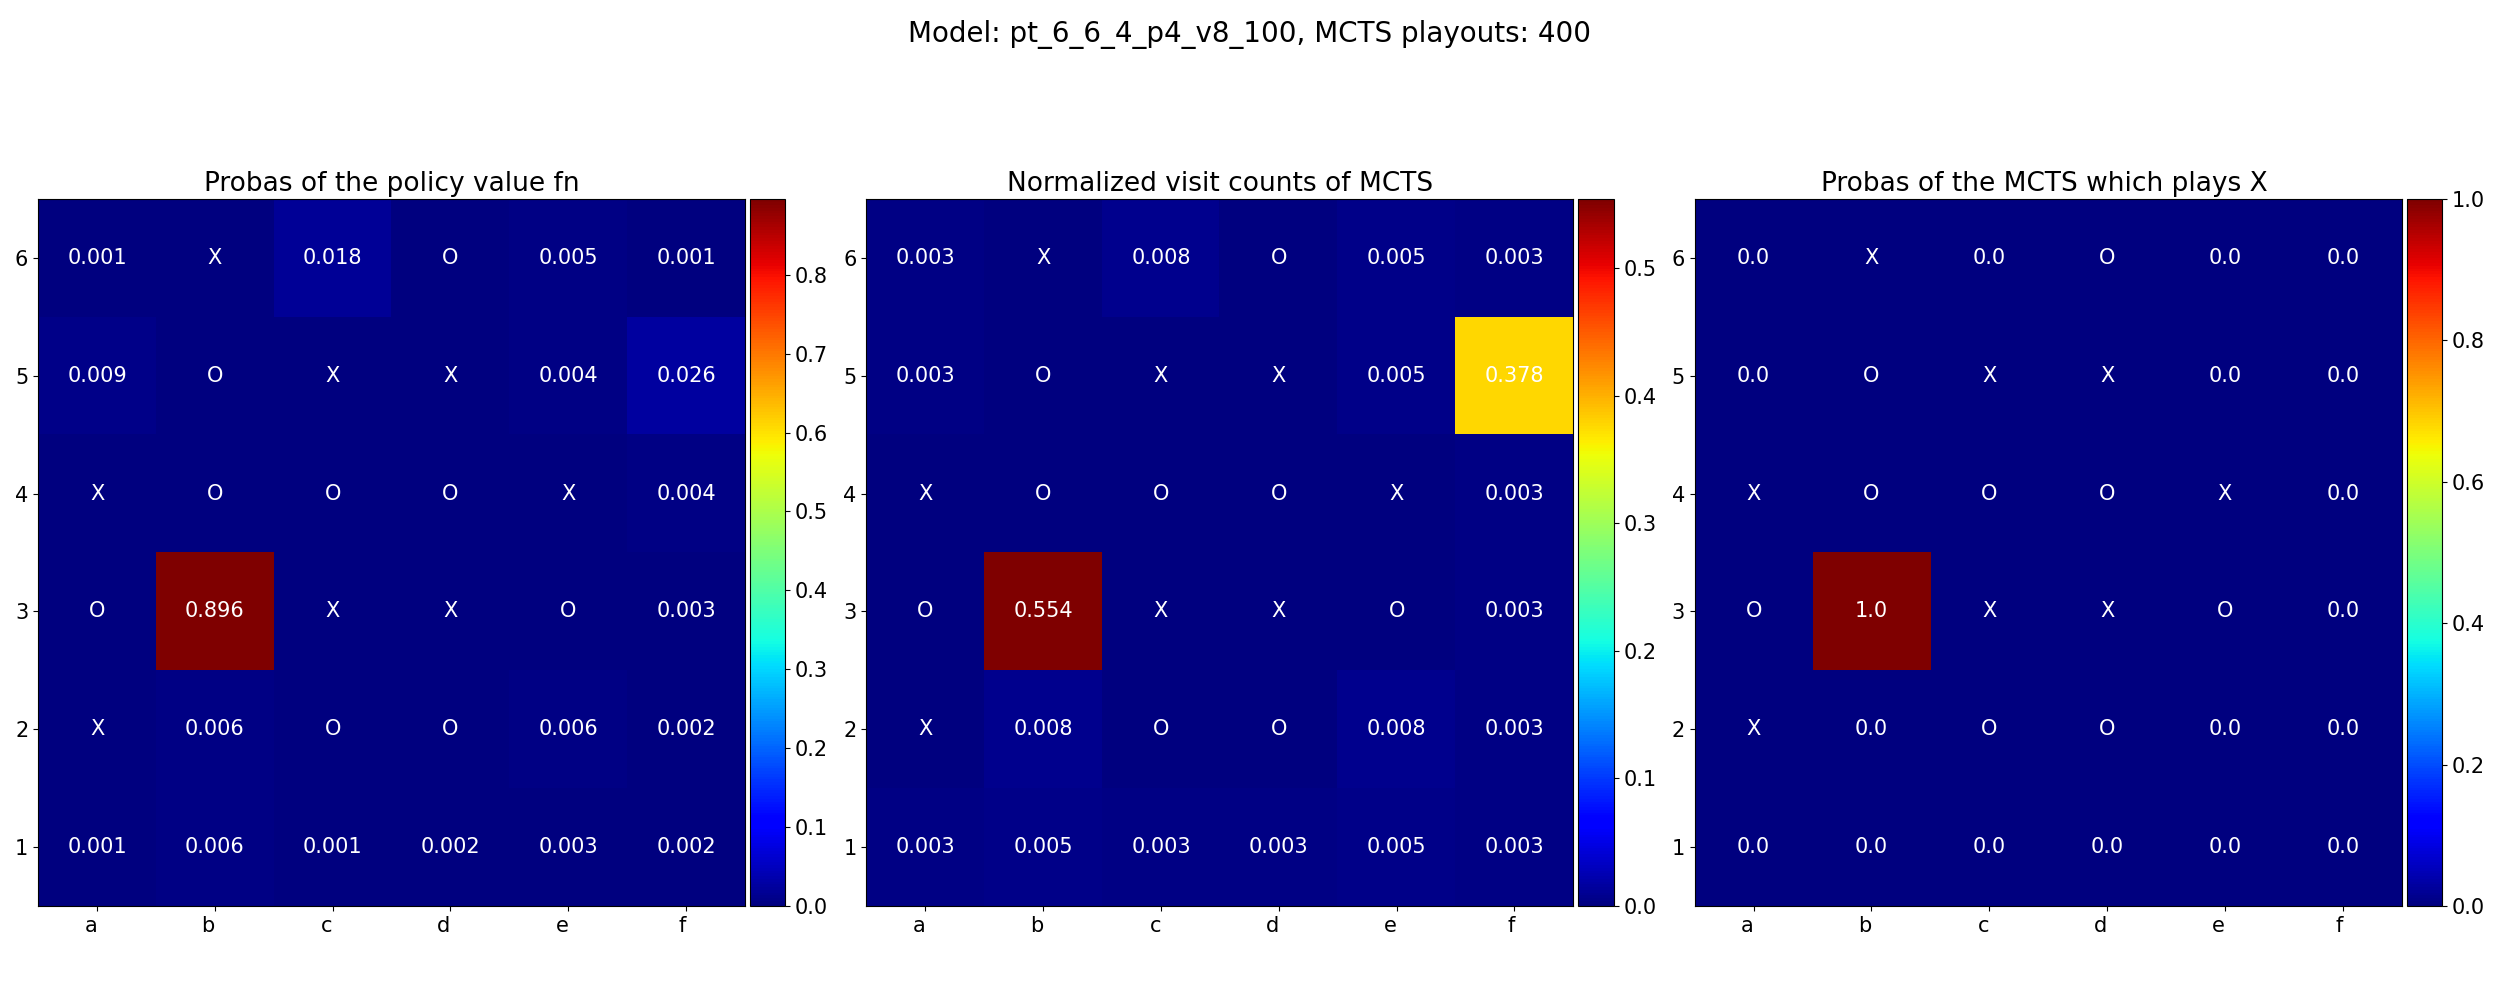 Model: pt_6_6_4_p4_v8_100, MCTS playouts: 400
Probas of the policy value fn
6 0.001 X 0.018 O 0.005 0.001
5 0.009 O X X 0.004 0.026
4 X O O O X 0.004
3 O 0.896 X X O 0.003
2 X 0.006 O O 0.006 0.002
1 0.001 0.006 0.001 0.002 0.003 0.002
a b c d e f
0.8
0.7
0.6
0.5
0.4
0.3
0.2
0.1
0.0
Normalized visit counts of MCTS
6 0.003 X 0.008 O 0.005 0.003
5 0.003 O X X 0.005 0.378
4 X O O O X 0.003
3 O 0.554 X X O 0.003
2 X 0.008 O O 0.008 0.003
1 0.003 0.005 0.003 0.003 0.005 0.003
a b c d e f
0.5
0.4
0.3
0.2
0.1
0.0
Probas of the MCTS which plays X
6 0.0 X 0.0 O 0.0 0.0
5 0.0 O X X 0.0 0.0
4 X O O O X 0.0
3 O 1.0 X X O 0.0
2 X 0.0 O O 0.0 0.0
1 0.0 0.0 0.0 0.0 0.0 0.0
a b c d e f
1.0
0.8
0.6
0.4
0.2
0.0